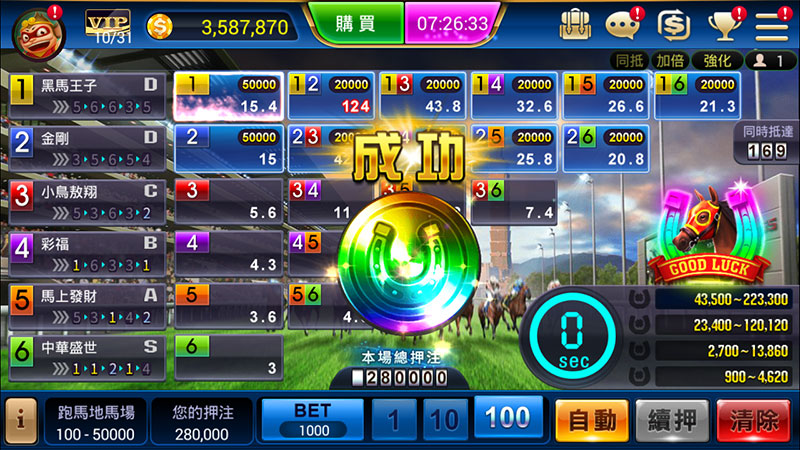 VIP
10/31
3,587,870
購買
07:26:33
同抵 加倍 強化 1
1 黑馬王子 D
5 6 6 3 5
1 50000 15.4
1 2 20000 124
1 3 20000 43.8
1 4 20000 32.6
1 5 20000 26.6
1 6 20000 21.3
2 金剛 D
3 5 6 5 4
2 50000 15
2 3 20000
2 5 20000 25.8
2 6 20000 20.8
同時抵達
169
成功
3 小鳥敖翔 C
5 3 6 3 2
3 5.6
3 4 11
3 6 7.4
4 彩福 B
1 6 3 3 1
4 4.3
4 5
GOOD LUCK
5 馬上發財 A
5 3 1 4 2
5 3.6
5 6
6 中華盛世 S
1 1 2 1 4
6 3
本場總押注
280000
0
sec
43,500~223,300
23,400~120,120
2,700~13,860
900~4,620
i
跑馬地馬場
100 - 50000
您的押注
280,000
BET
1000
1
10
100
自動
續押
清除